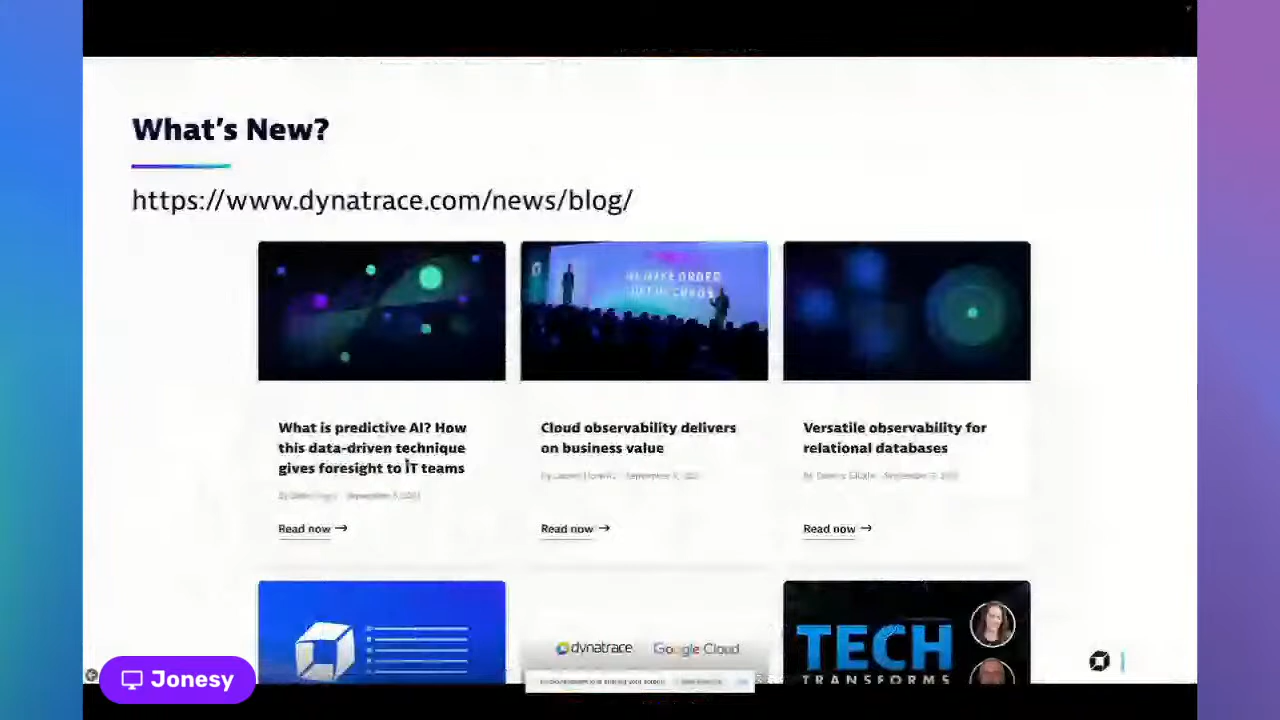 What's New?
https://www.dynatrace.com/news/blog/
What is predictive AI? How
this data-driven technique
gives foresight to IT teams
Read now
Cloud observability delivers
on business value
Read now
Versatile observability for
relational databases
Read now
dynatrace Google Cloud
TECH
TRANSFORMS
Jonesy